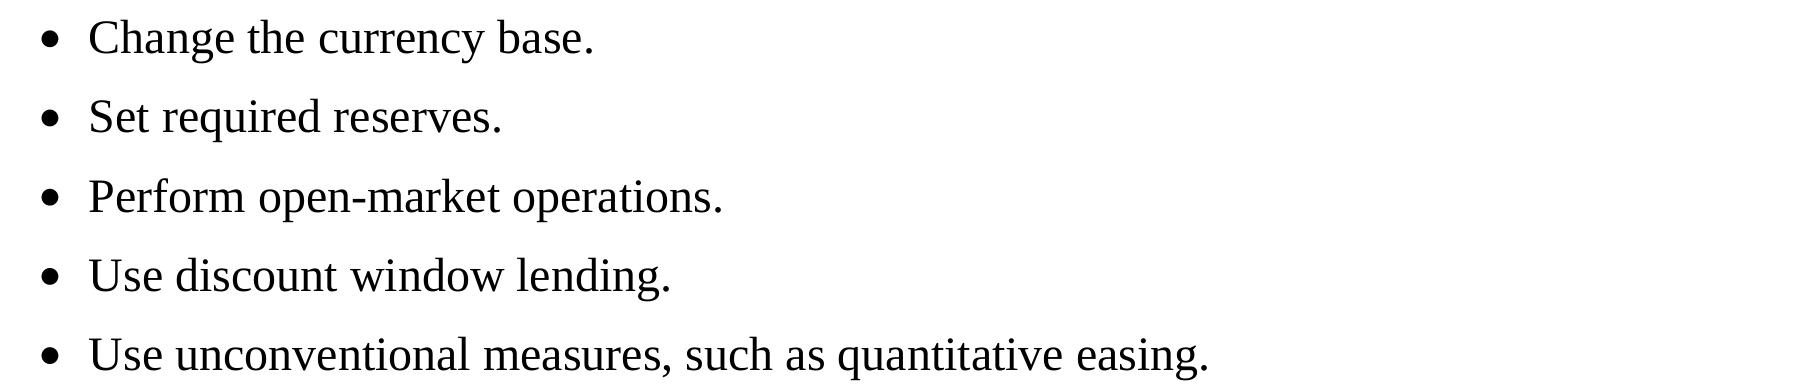 • Change the currency base.
• Set required reserves.
• Perform open-market operations.
• Use discount window lending.
• Use unconventional measures, such as quantitative easing.